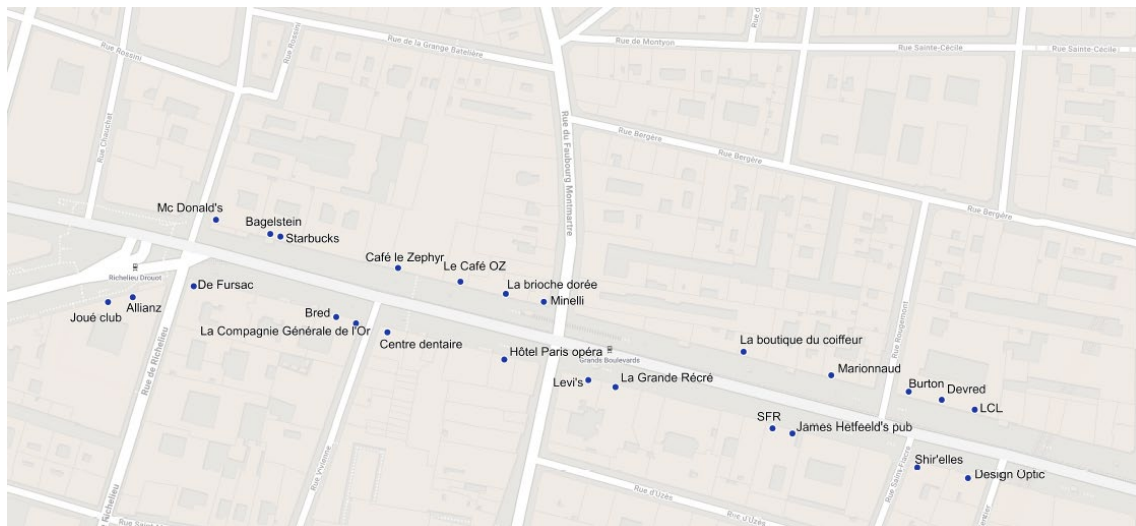 Rue Rossini
Rue Rossini
Rue de la Grange Batelière
Rue d
Rue de Montyon
Rue Sainte-Cécile
Rue Sainte-Cécile
Rue Chauchat
Rue du Faubourg Montmartre
Rue Bergère
Rue Bergère
Rue Bergère
Mc Donald's
Bagelstein
Starbucks
Café le Zephyr
Le Café OZ
La brioche dorée
Minelli
Richelieu Drouot
De Fursac
Allianz
Joué club
Bred
La Compagnie Générale de l'Or
Centre dentaire
Hôtel Paris opéra
Grands Boulevards
La boutique du coiffeur
Rue Rougemont
Marionnaud
Levi's
La Grande Récré
Burton
Devred
LCL
SFR
James Hetfeeld's pub
Rue de Richelieu
Rue Vivienne
Shir'elles
Design Optic
Rue Saint-Fiacre
Richelieu
Rue d'Uzès
Rue d'Uzès